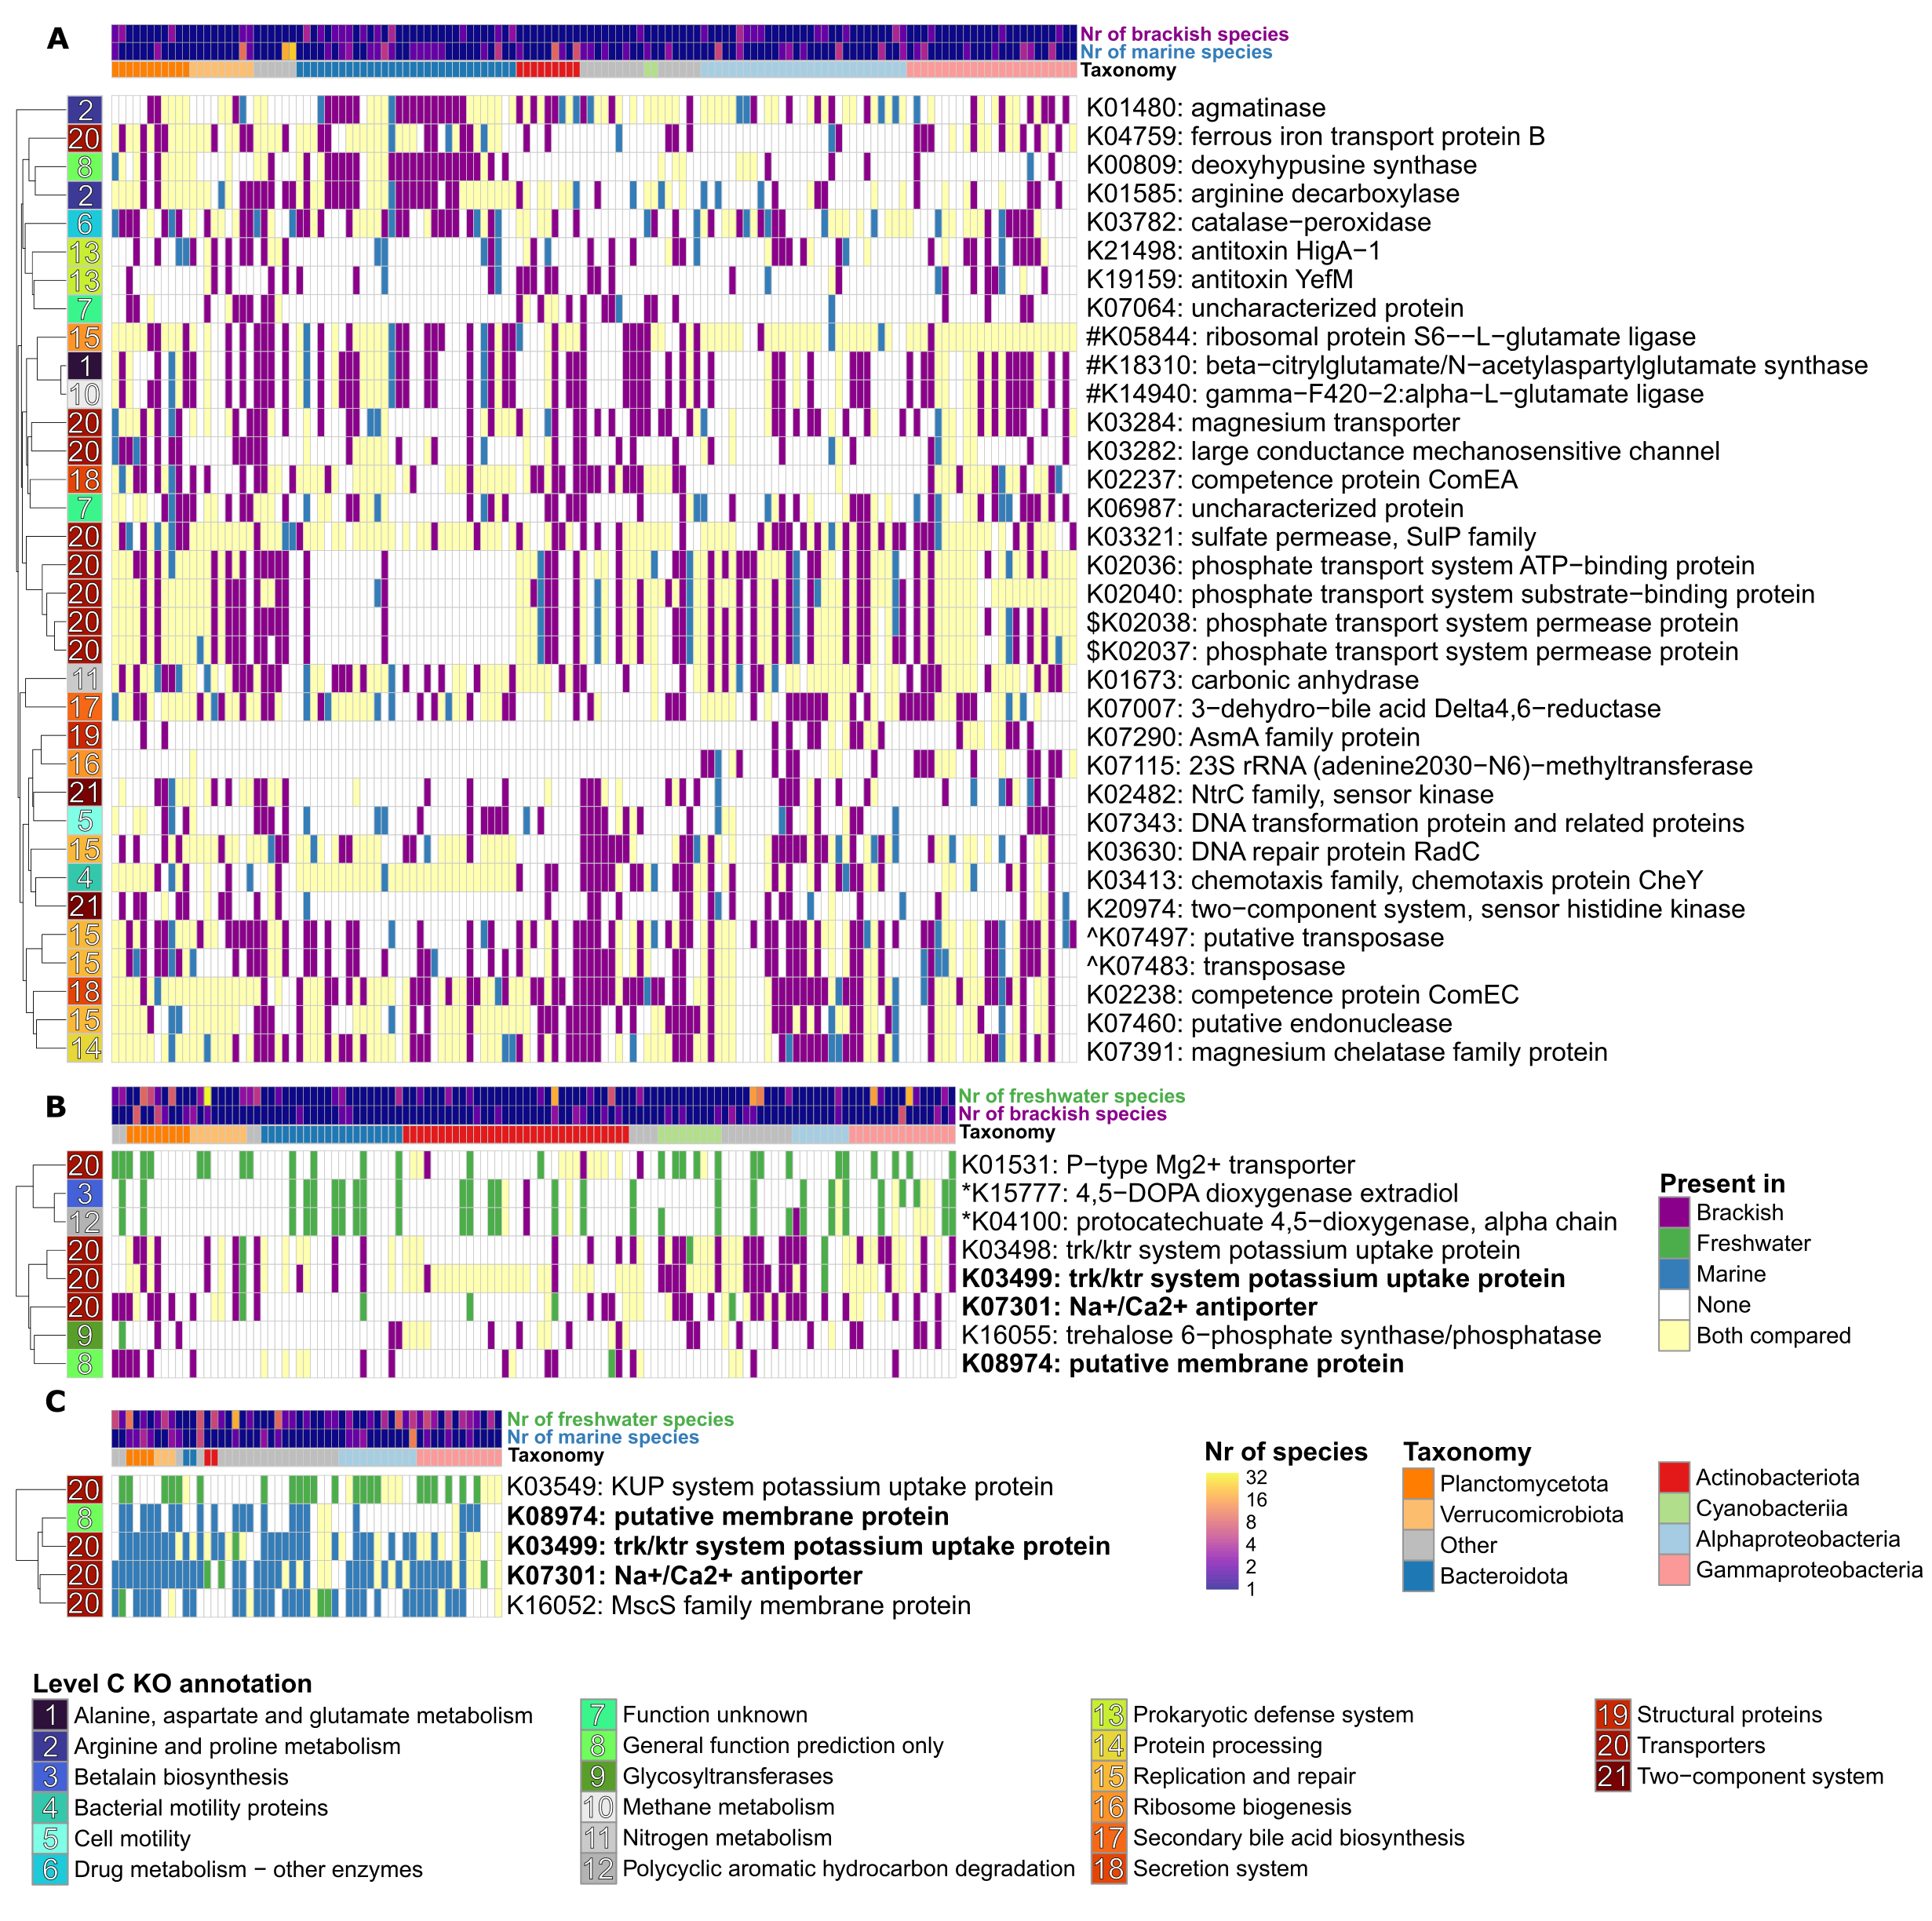 A
Nr of brackish species
Nr of marine species
Taxonomy
2 K01480: agmatinase
20 K04759: ferrous iron transport protein B
8 K00809: deoxyhypusine synthase
2 K01585: arginine decarboxylase
6 K03782: catalase−peroxidase
13 K21498: antitoxin HigA−1
13 K19159: antitoxin YefM
7 K07064: uncharacterized protein
15 #K05844: ribosomal protein S6−−L−glutamate ligase
1 #K18310: beta−citrylglutamate/N−acetylaspartylglutamate synthase
10 #K14940: gamma−F420−2:alpha−L−glutamate ligase
20 K03284: magnesium transporter
20 K03282: large conductance mechanosensitive channel
18 K02237: competence protein ComEA
7 K06987: uncharacterized protein
20 K03321: sulfate permease, SulP family
20 K02036: phosphate transport system ATP−binding protein
20 K02040: phosphate transport system substrate−binding protein
20 $K02038: phosphate transport system permease protein
20 $K02037: phosphate transport system permease protein
11 K01673: carbonic anhydrase
17 K07007: 3−dehydro−bile acid Delta4,6−reductase
19 K07290: AsmA family protein
16 K07115: 23S rRNA (adenine2030−N6)−methyltransferase
21 K02482: NtrC family, sensor kinase
5 K07343: DNA transformation protein and related proteins
15 K03630: DNA repair protein RadC
4 K03413: chemotaxis family, chemotaxis protein CheY
21 K20974: two−component system, sensor histidine kinase
15 ^K07497: putative transposase
15 ^K07483: transposase
18 K02238: competence protein ComEC
15 K07460: putative endonuclease
14 K07391: magnesium chelatase family protein
B
Nr of freshwater species
Nr of brackish species
Taxonomy
20 K01531: P−type Mg2+ transporter
3 *K15777: 4,5−DOPA dioxygenase extradiol
12 *K04100: protocatechuate 4,5−dioxygenase, alpha chain
20 K03498: trk/ktr system potassium uptake protein
20 K03499: trk/ktr system potassium uptake protein
20 K07301: Na+/Ca2+ antiporter
9 K16055: trehalose 6−phosphate synthase/phosphatase
8 K08974: putative membrane protein
Present in
Brackish
Freshwater
Marine
None
Both compared
C
Nr of freshwater species
Nr of marine species
Taxonomy
20 K03549: KUP system potassium uptake protein
8 K08974: putative membrane protein
20 K03499: trk/ktr system potassium uptake protein
20 K07301: Na+/Ca2+ antiporter
20 K16052: MscS family membrane protein
Nr of species
32
16
8
4
2
1
Taxonomy
Planctomycetota
Verrucomicrobiota
Other
Bacteroidota
Actinobacteriota
Cyanobacteriia
Alphaproteobacteria
Gammaproteobacteria
Level C KO annotation
1 Alanine, aspartate and glutamate metabolism
2 Arginine and proline metabolism
3 Betalain biosynthesis
4 Bacterial motility proteins
5 Cell motility
6 Drug metabolism − other enzymes
7 Function unknown
8 General function prediction only
9 Glycosyltransferases
10 Methane metabolism
11 Nitrogen metabolism
12 Polycyclic aromatic hydrocarbon degradation
13 Prokaryotic defense system
14 Protein processing
15 Replication and repair
16 Ribosome biogenesis
17 Secondary bile acid biosynthesis
18 Secretion system
19 Structural proteins
20 Transporters
21 Two−component system